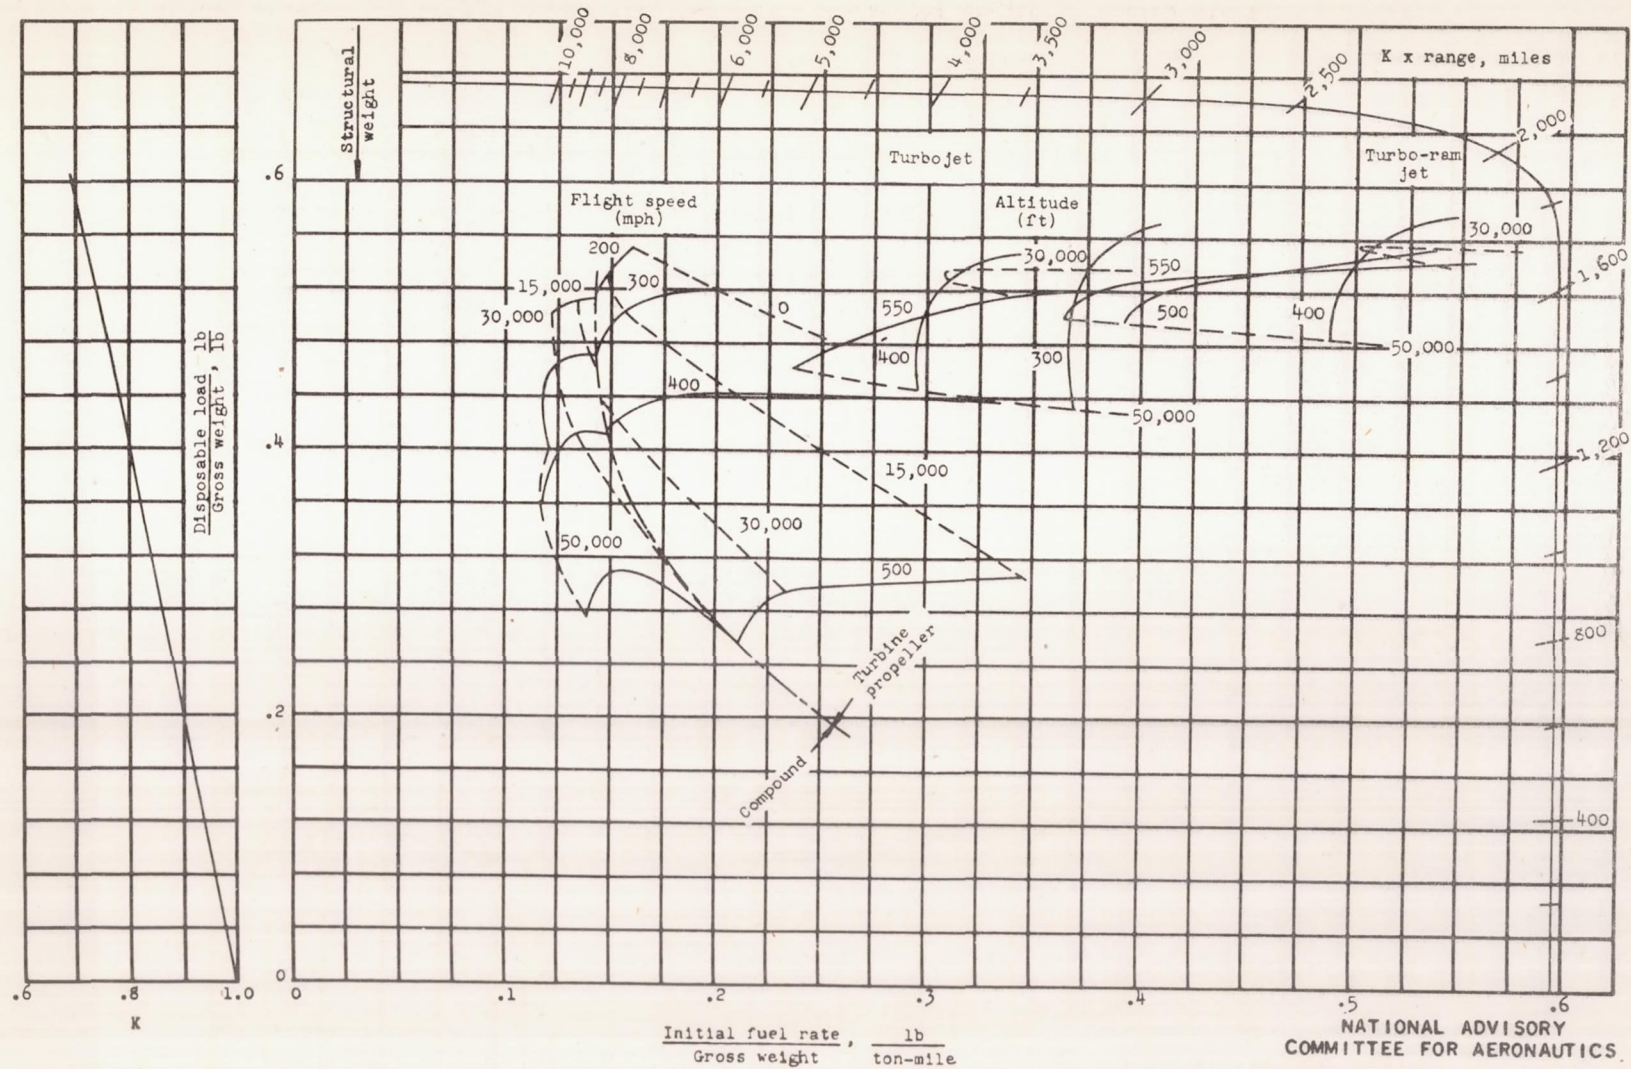 10,000
8,000
6,000
5,000
4,000
3,500
3,000
2,500
K x range, miles
2,000
1,600
1,200
800
400
Structural
weight
Turbojet
Turbo-ram
jet
.6
Flight speed
(mph)
Altitude
(ft)
200
300
15,000
30,000
0
30,000
550
550
30,000
400
500
400
300
50,000
50,000
400
Disposable load, lb
Gross weight, lb
.4
15,000
30,000
50,000
500
Turbine
propeller
.2
Compound
0
.6
.8
1.0
K
0
.1
.2
.3
.4
.5
.6
Initial fuel rate, lb
Gross weight ton-mile
NATIONAL ADVISORY
COMMITTEE FOR AERONAUTICS